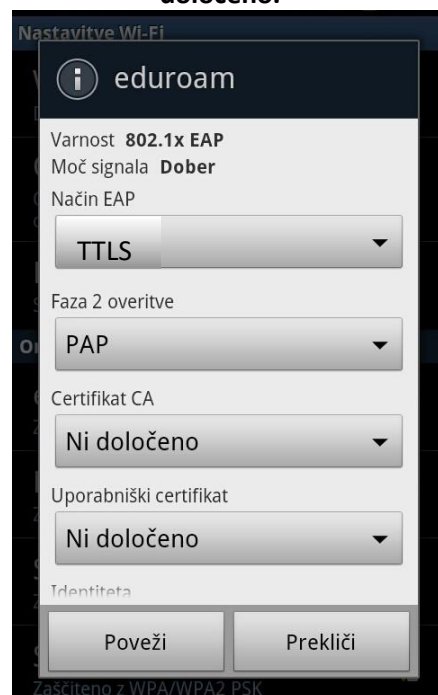 določeno.
Nastavitve Wi-Fi
eduroam
Varnost 802.1x EAP
Moč signala Dober
Način EAP
TTLS
Faza 2 overitve
PAP
Certifikat CA
Ni določeno
Uporabniški certifikat
Ni določeno
Identiteta
Poveži Prekliči
Zaščiteno z WPA/WPA2 PSK